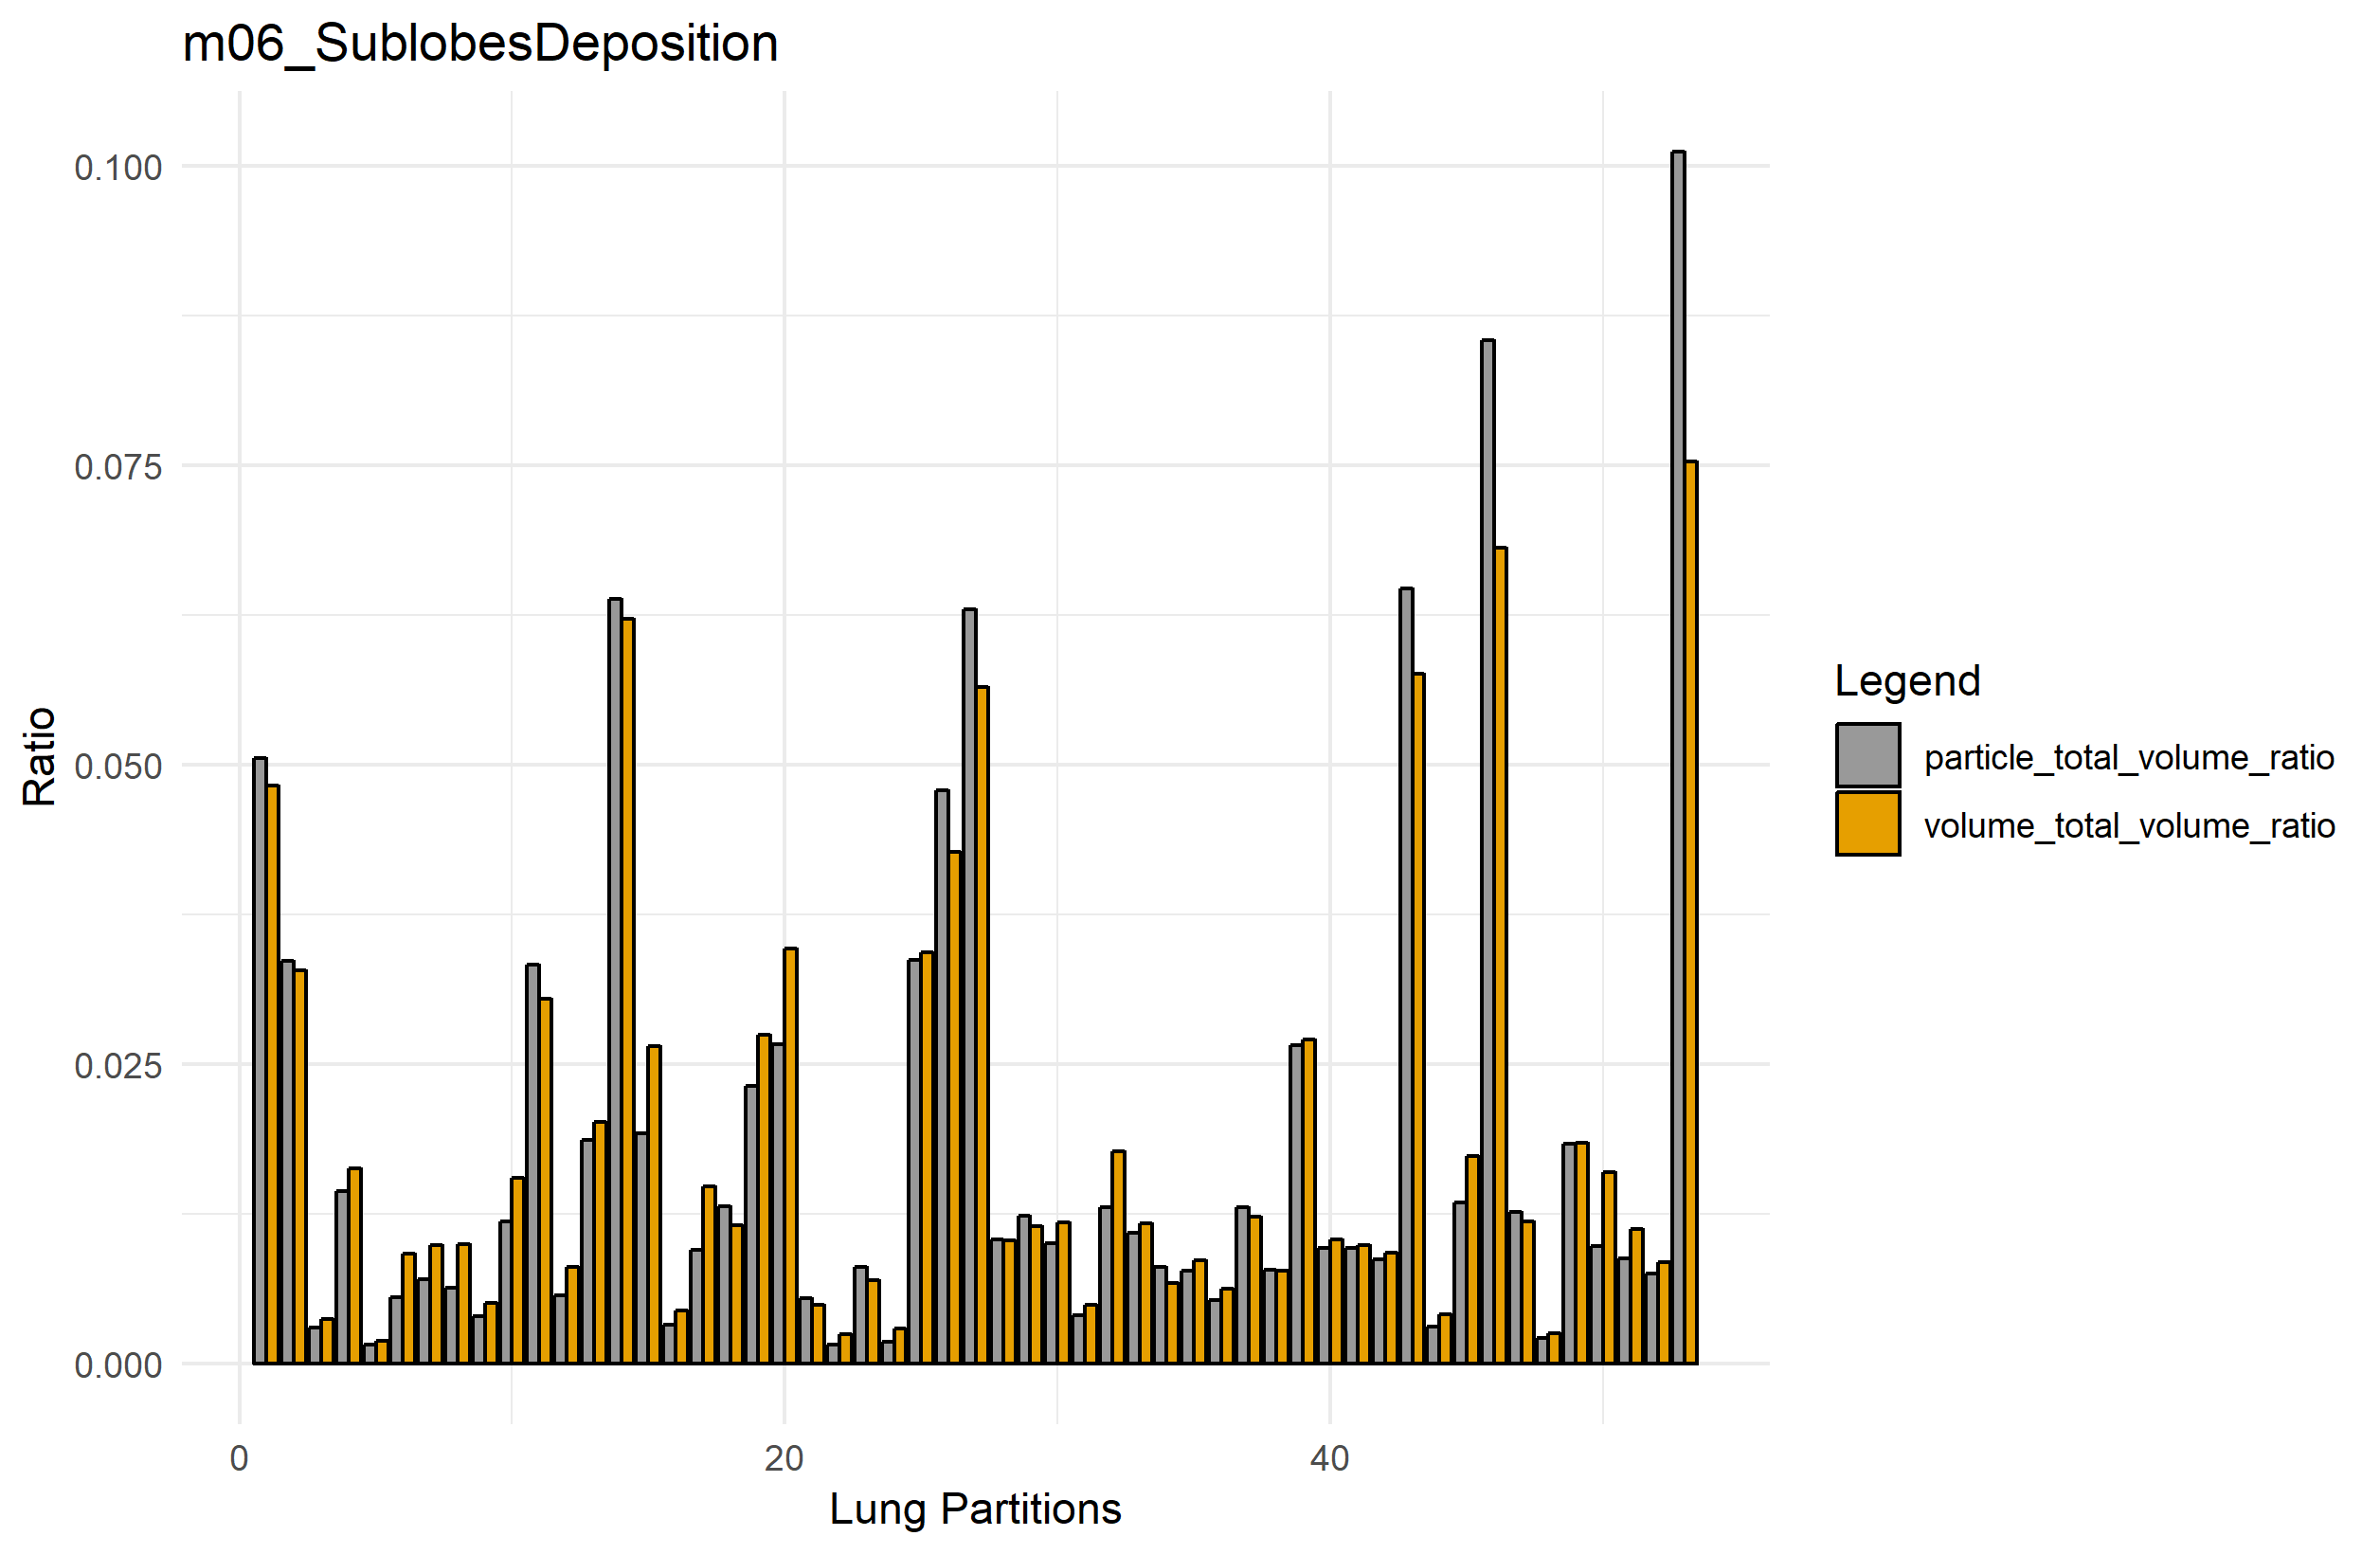 m06_SublobesDeposition
0.100
0.075
0.050
0.025
0.000
Ratio
0
20
40
Lung Partitions
Legend
particle_total_volume_ratio
volume_total_volume_ratio